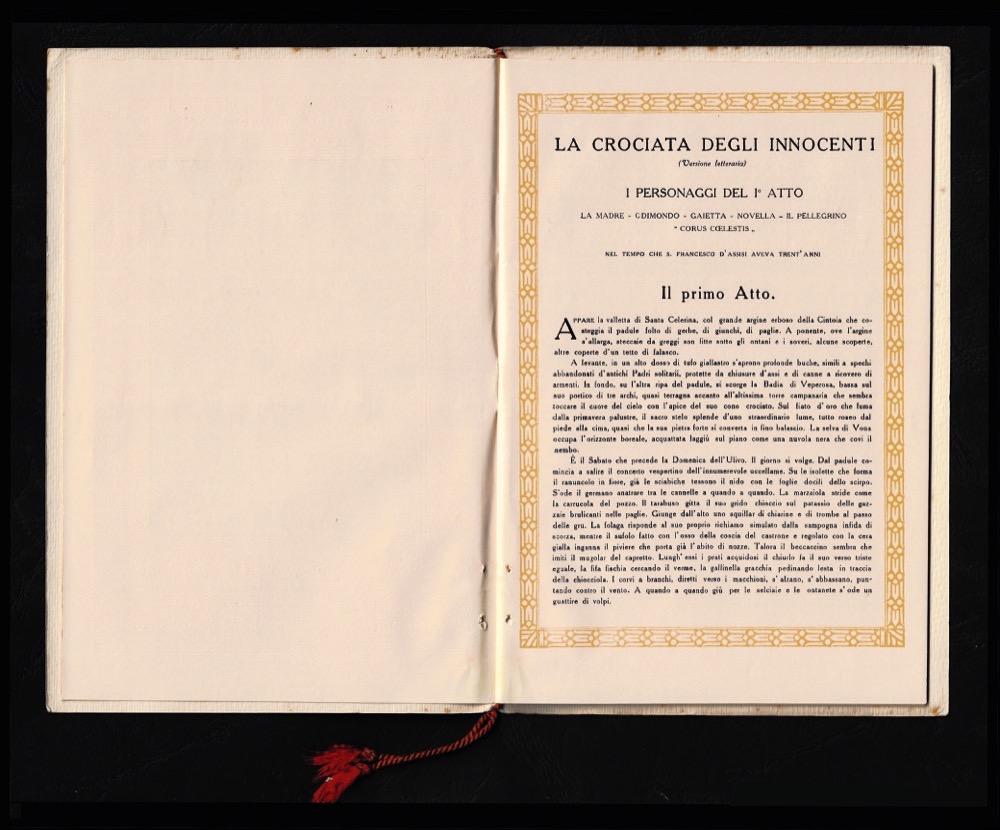 LA CROCIATA DEGLI INNOCENTI
(Versione letteraria)
I PERSONAGGI DEL I° ATTO
LA MADRE - ODIMONDO - GAIETTA - NOVELLA - IL PELLEGRINO
" CORUS CŒLESTIS „
NEL TEMPO CHE S. FRANCESCO D'ASSISI AVEVA TRENT'ANNI
Il primo Atto.
APPARE la valletta di Santa Celerina, col grande argine erboso della Cintoia che co-
steggia il padule folto di gerbe, di giunchi, di paglie. A ponente, ove l'argine
s'allarga, steccaie da greggi son fitte sotto gli ontani e i soveri, alcune scoperte,
altre coperte d'un tetto di falasco.
A levante, in un alto dosso di tufo giallastro s'aprono profonde buche, simili a spechi
abbandonati d'antichi Padri solitarii, protette da chiusure d'assi e di canne a ricovero di
armenti. In fondo, su l'altra ripa del padule, si scorge la Badia di Veperosa, bassa sul
suo portico di tre archi, quasi terragna accanto all'altissima torre campanaria che sembra
toccare il cuore del cielo con l'apice del suo cono crociato. Sul fiato d'oro che fuma
dalla primavera palustre, il sacro stelo splende d'uno straordinario lume, tutto roseo dal
piede alla cima, quasi che la sua pietra forte si converta in fino balascio. La selva di Vona
occupa l'orizzonte boreale, acquattata laggiù sul piano come una nuvola nera che covi il
nembo.
È il Sabato che precede la Domenica dell'Ulivo. Il giorno si volge. Dal padule co-
mincia a salire il concerto vespertino dell'innumerevole uccellame. Su le isolette che forma
il ranuncolo in fiore, già le sciabiche tessono il nido con le foglie docili dello scirpo.
S'ode il germano anatrare tra le cannelle a quando a quando. La marzaiola stride come
la carrucola del pozzo. Il tarabuso gitta il suo grido chioccio sul patassio delle gaz-
zaie brulicanti nelle paglie. Giunge dall'alto uno squillar di chiarine e di trombe al passo
delle gru. La folaga risponde al suo proprio richiamo simulato dalla sampogna infida di
scorza, mentre il zufolo fatto con l'osso della coscia del castrone e regolato con la cera
gialla inganna il piviere che porta già l'abito di nozze. Talora il beccaccino sembra che
imiti il mugolar del capretto. Lungh'essi i prati acquidosi il chiurlo fa il suo verso triste
eguale, la fifa fischia cercando il verme, la gallinella gracchia pedinando lesta in traccia
della chiocciola. I corvi a branchi, diretti verso i macchioni, s'alzano, s'abbassano, pun-
tando contro il vento. A quando a quando giù per le selciaie e le ontanete s'ode un
guattire di volpi.